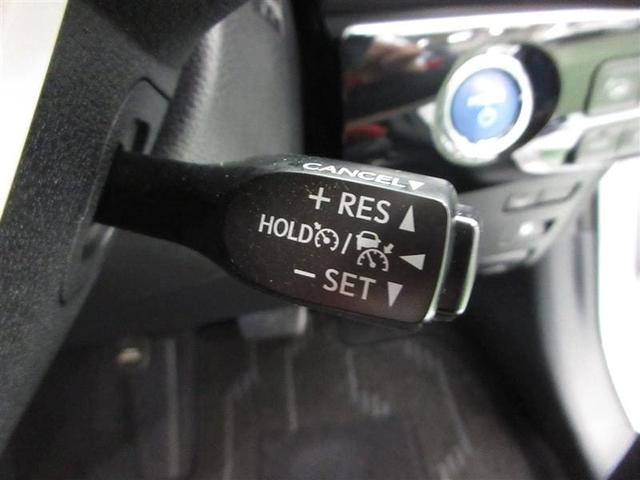 CANCEL▼
+ RES ▲
HOLD / ◀
− SET ▼